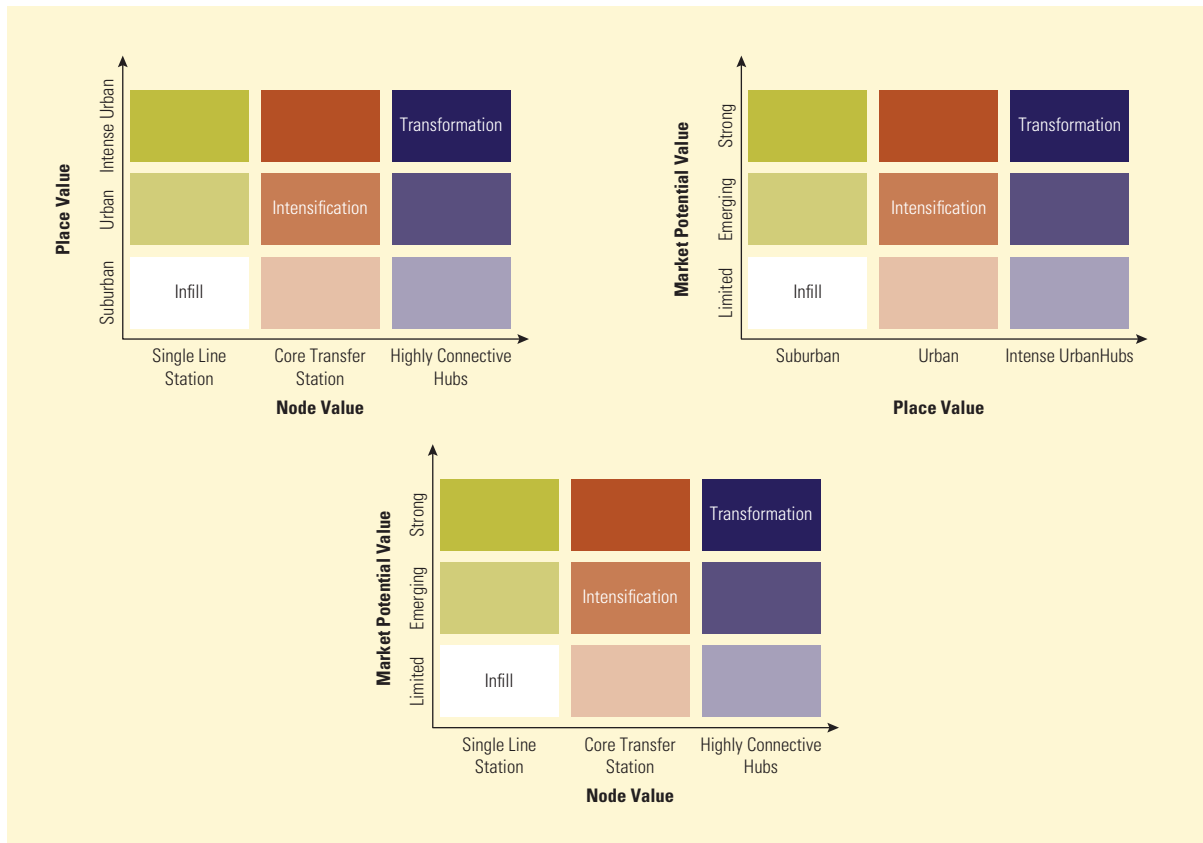 Place Value
Intense Urban
Urban
Suburban
Transformation
Intensification
Infill
Single Line
Station
Core Transfer
Station
Highly Connective
Hubs
Node Value
Market Potential Value
Strong
Emerging
Limited
Transformation
Intensification
Infill
Suburban
Urban
Intense UrbanHubs
Place Value
Market Potential Value
Strong
Emerging
Limited
Transformation
Intensification
Infill
Single Line
Station
Core Transfer
Station
Highly Connective
Hubs
Node Value